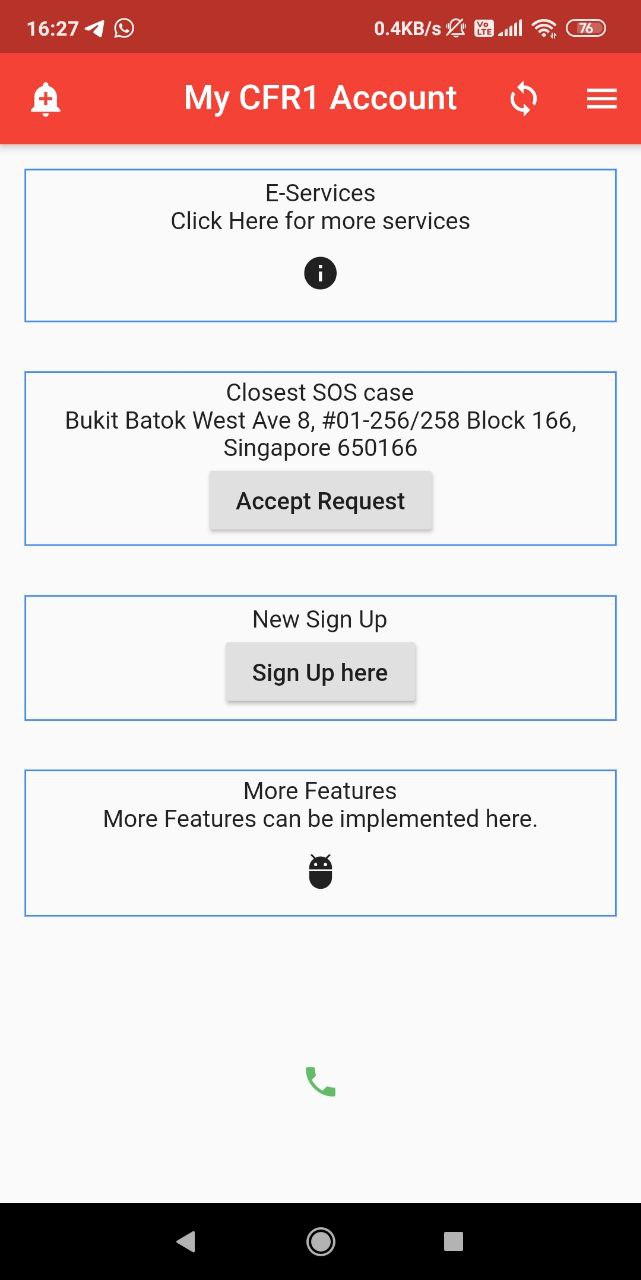 16:27 0.4KB/s Vo LTE 76
My CFR1 Account
E-Services
Click Here for more services
Closest SOS case
Bukit Batok West Ave 8, #01-256/258 Block 166,
Singapore 650166
Accept Request
New Sign Up
Sign Up here
More Features
More Features can be implemented here.